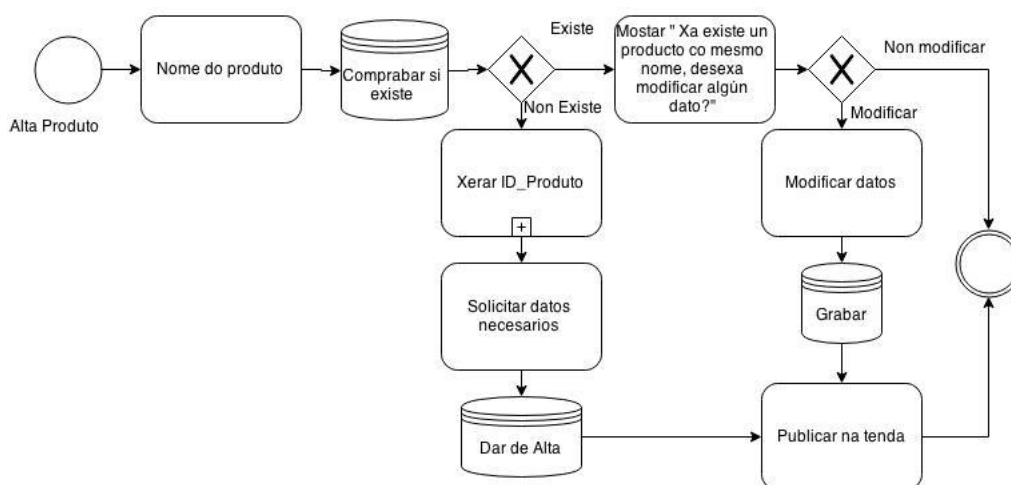 Alta Produto
Nome do produto
Comprobar si
existe
Existe
Non Existe
Mostar " Xa existe un
producto co mesmo
nome, desexa
modificar algún
dato?"
Non modificar
Modificar
Xerar ID_Produto
+
Solicitar datos
necesarios
Dar de Alta
Modificar datos
Grabar
Publicar na tenda